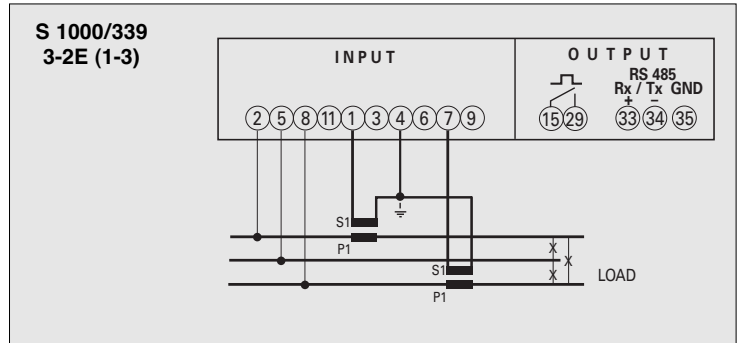 S 1000/339
3-2E (1-3)
INPUT
OUTPUT
RS 485
Rx / Tx GND
+ –
2 5 8 11 1 3 4 6 7 9
15 29 33 34 35
S1
P1
S1
P1
X
X
X
LOAD